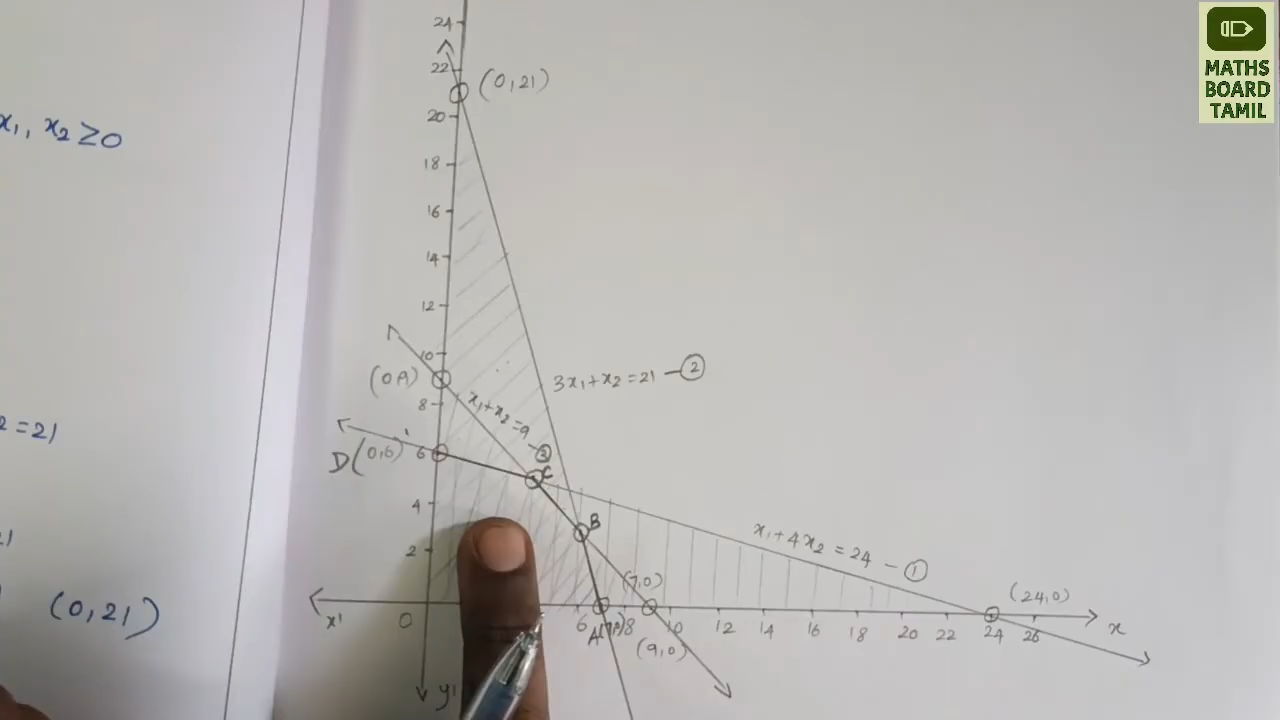 x₁, x₂ ≥0
₂ = 21
21
(0,21)
24
22
(0,21)
20
18
16
14
12
10
(0,9)
8
3x₁+x₂=21 — ②
x₁+x₂=9 — ③
D(0,6)
6
C
4
B
2
x₁+4x₂ = 24 — ①
(7,0)
(24,0)
x'
0
6
8
10
12
14
16
18
20
22
24
26
x
A
(9,0)
y'
MATHS
BOARD
TAMIL